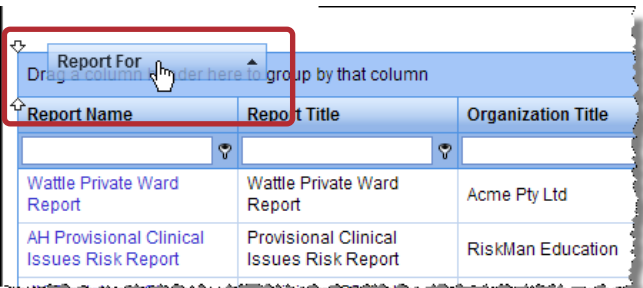 Report For
Drag a column header here to group by that column
Report Name Report Title Organization Title
Wattle Private Ward Wattle Private Ward Acme Pty Ltd
Report Report
AH Provisional Clinical Provisional Clinical RiskMan Education
Issues Risk Report Issues Risk Report